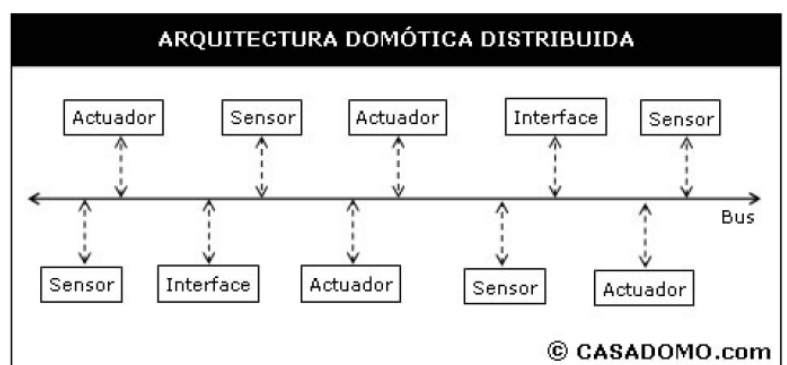 ARQUITECTURA DOMÓTICA DISTRIBUIDA
Actuador Sensor Actuador Interface Sensor
Bus
Sensor Interface Actuador Sensor Actuador
© CASADOMO.com